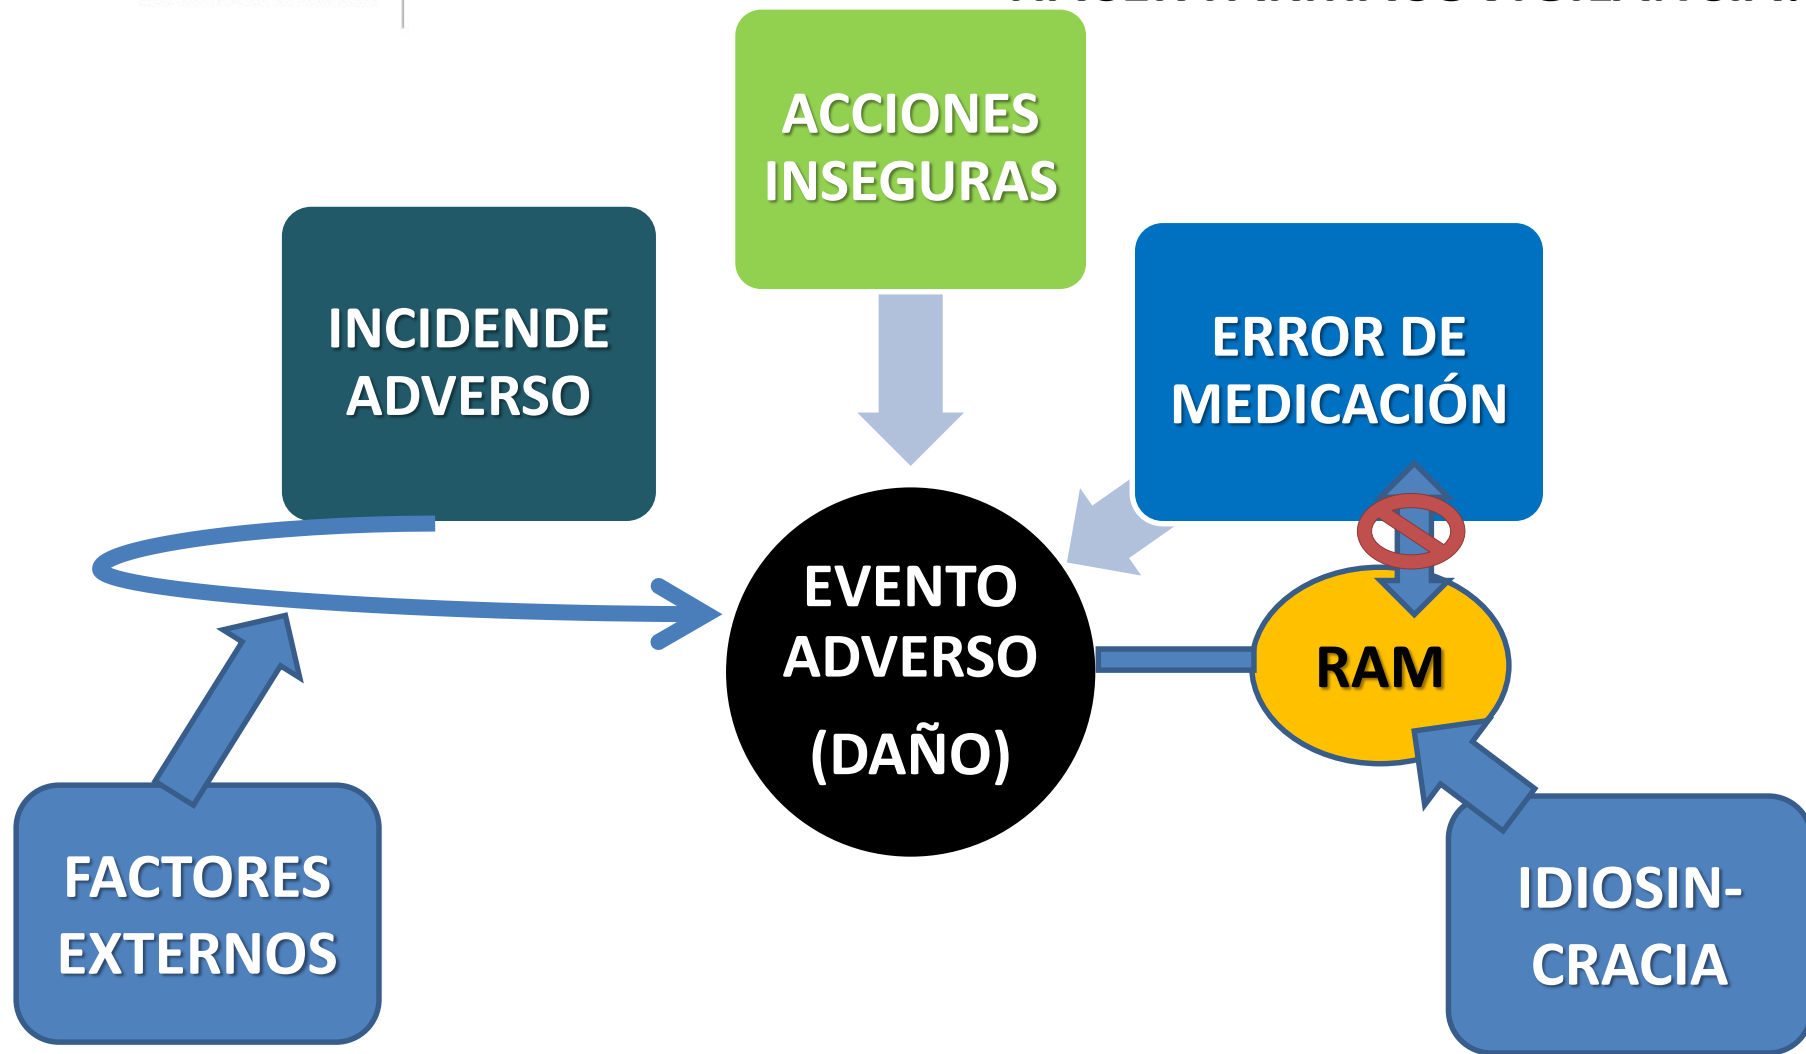 ACCIONES
INSEGURAS
INCIDENDE
ADVERSO
ERROR DE
MEDICACIÓN
EVENTO
ADVERSO
(DAÑO)
RAM
FACTORES
EXTERNOS
IDIOSIN-
CRACIA